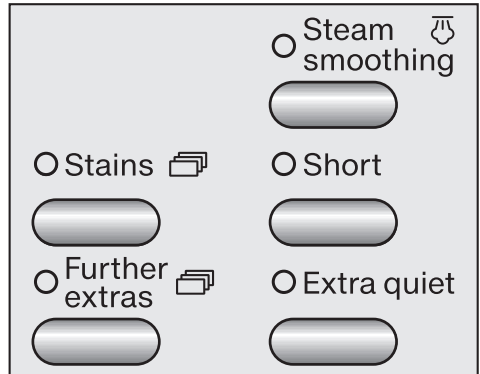 Steam
smoothing
Stains
Short
Further
extras
Extra quiet